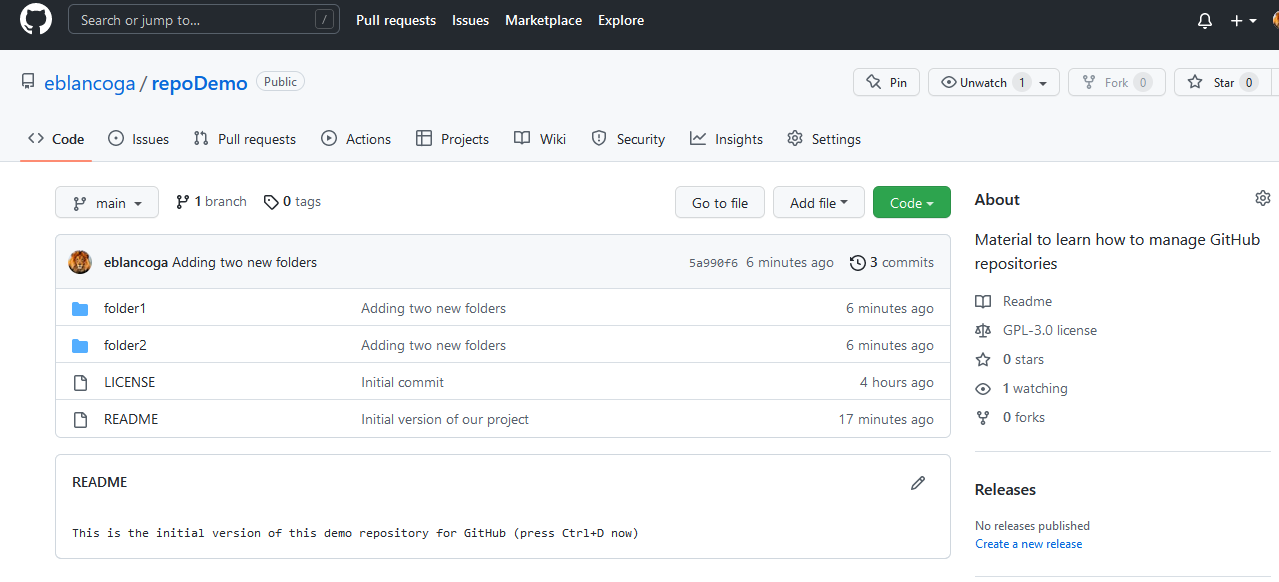 Search or jump to... / Pull requests Issues Marketplace Explore
eblancoga / repoDemo Public Pin Unwatch 1 Fork 0 Star 0
Code Issues Pull requests Actions Projects Wiki Security Insights Settings
main 1 branch 0 tags Go to file Add file Code
eblancoga Adding two new folders 5a990f6 6 minutes ago 3 commits
folder1 Adding two new folders 6 minutes ago
folder2 Adding two new folders 6 minutes ago
LICENSE Initial commit 4 hours ago
README Initial version of our project 17 minutes ago
README
This is the initial version of this demo repository for GitHub (press Ctrl+D now)
About
Material to learn how to manage GitHub
repositories
Readme
GPL-3.0 license
0 stars
1 watching
0 forks
Releases
No releases published
Create a new release